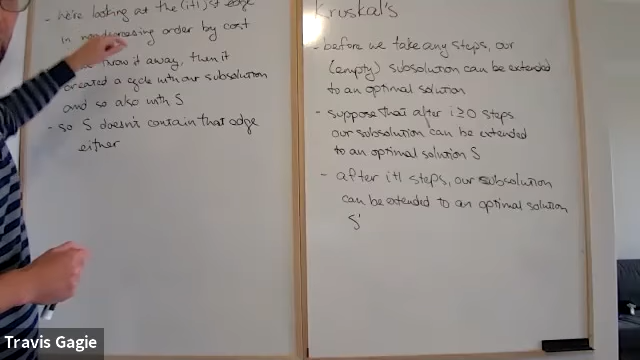 - we're looking at the (i+1)st edge
in nondecreasing order by cost
throw it away, then it
created a cycle with our subsolution
and so also with S
- so S doesn't contain that edge
either
Kruskal's
- before we take any steps, our
(empty) subsolution can be extended
to an optimal solution
- suppose that after i ≥ 0 steps
our subsolution can be extended
to an optimal solution S
- after i+1 steps, our subsolution
can be extended to an optimal solution
S'
Travis Gagie